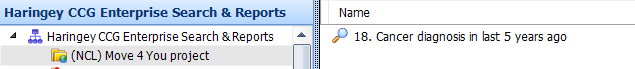 Haringey CCG Enterprise Search & Reports
Name
Haringey CCG Enterprise Search & Reports
18. Cancer diagnosis in last 5 years ago
(NCL) Move 4 You project